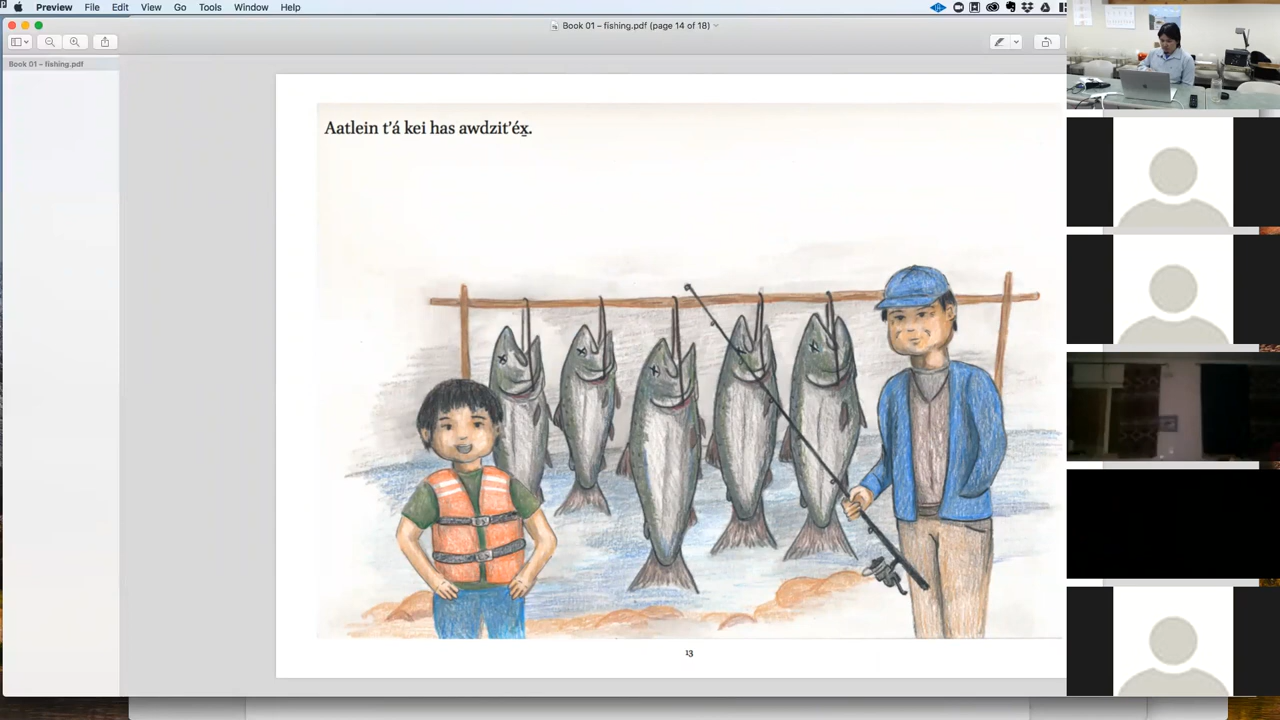 Preview File Edit View Go Tools Window Help
Book 01 – fishing.pdf (page 14 of 18)
Book 01 – fishing.pdf
Aatlein t’á kei has awdzit’éx̲.
13